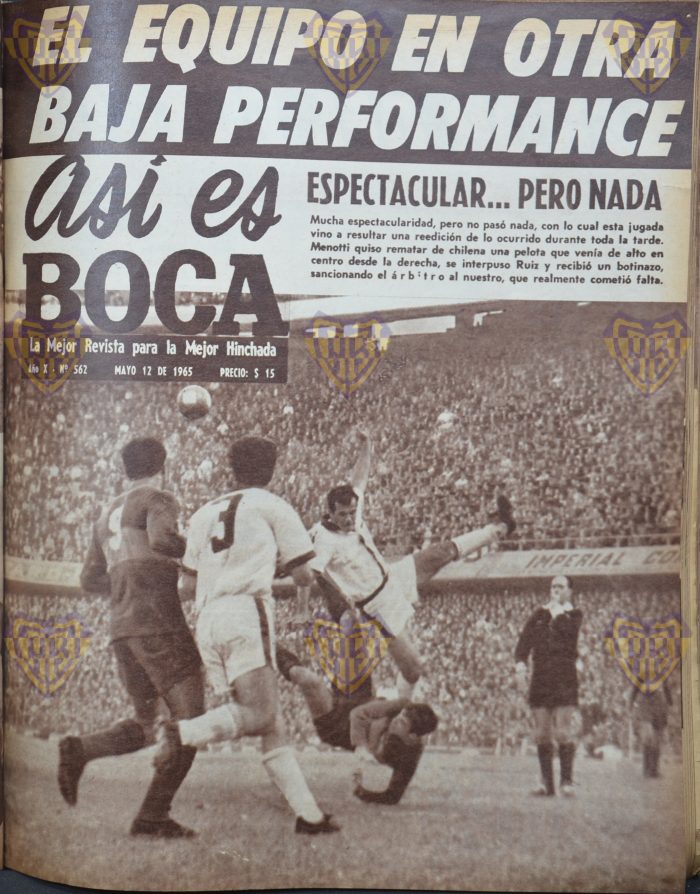 EL EQUIPO EN OTRA
BAJA PERFORMANCE
así es
BOCA
La Mejor Revista para la Mejor Hinchada
Año X - Nº 562 MAYO 12 DE 1965 PRECIO: $ 15
ESPECTACULAR... PERO NADA
Mucha espectacularidad, pero no pasó nada, con lo cual esta jugada
vino a resultar una reedición de lo ocurrido durante toda la tarde.
Menotti quiso rematar de chilena una pelota que venía de alto en
centro desde la derecha, se interpuso Ruiz y recibió un botinazo,
sancionando el árbitro al nuestro, que realmente cometió falta.
9
3
IMPERIAL CO